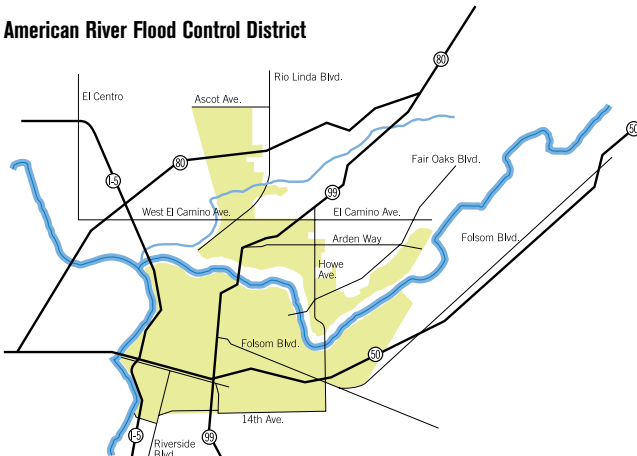 American River Flood Control District
80
Rio Linda Blvd.
El Centro
Ascot Ave.
50
80
Fair Oaks Blvd.
I-5
99
West El Camino Ave.
El Camino Ave.
Arden Way
Folsom Blvd.
Howe
Ave.
Folsom Blvd.
50
14th Ave.
I-5
99
Riverside
Blvd.